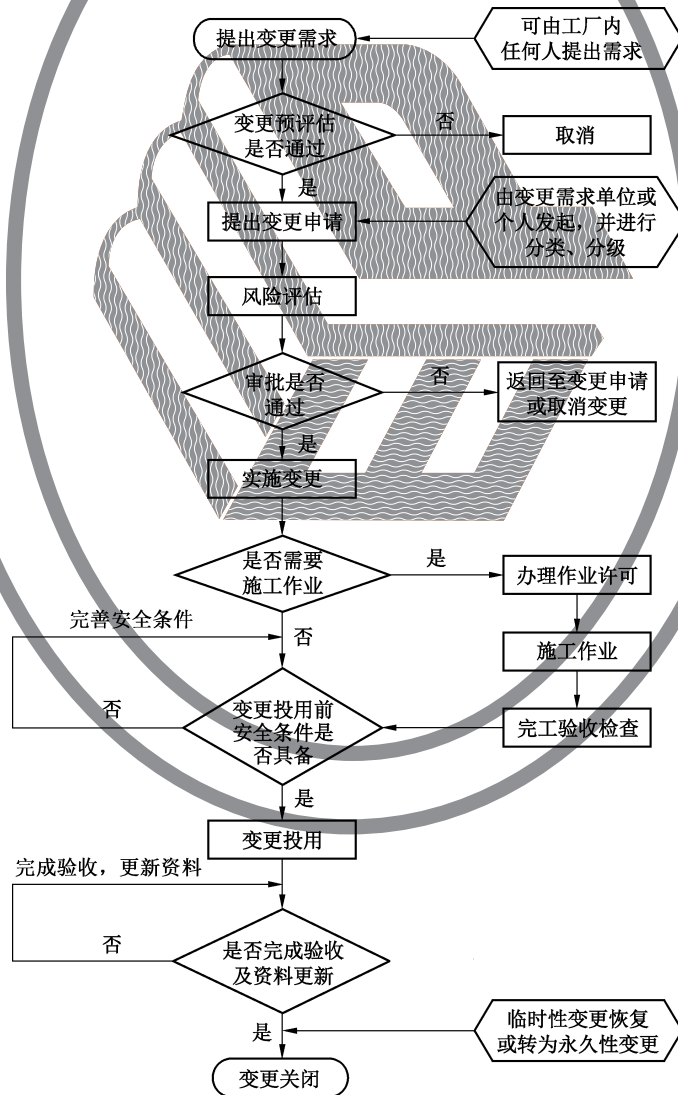 提出变更需求
可由工厂内
任何人提出需求
变更预评估
是否通过
否
取消
是
提出变更申请
由变更需求单位或
个人发起，并进行
分类、分级
风险评估
审批是否
通过
否
返回至变更申请
或取消变更
是
实施变更
是否需要
施工作业
是
办理作业许可
完善安全条件
否
施工作业
否
变更投用前
安全条件是
否具备
完工验收检查
是
变更投用
完成验收，更新资料
否
是否完成验收
及资料更新
是
临时性变更恢复
或转为永久性变更
变更关闭